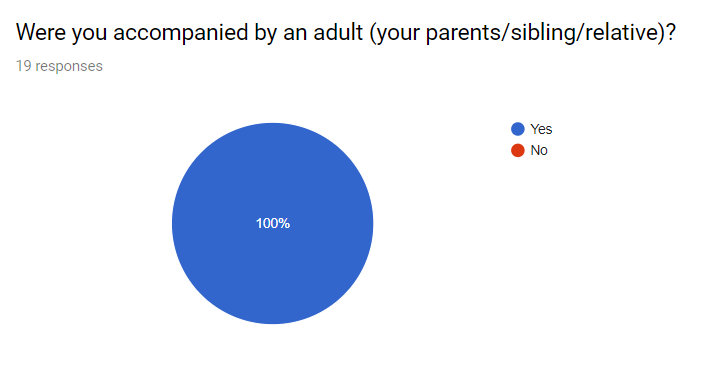 Were you accompanied by an adult (your parents/sibling/relative)?
19 responses
Yes
No
100%